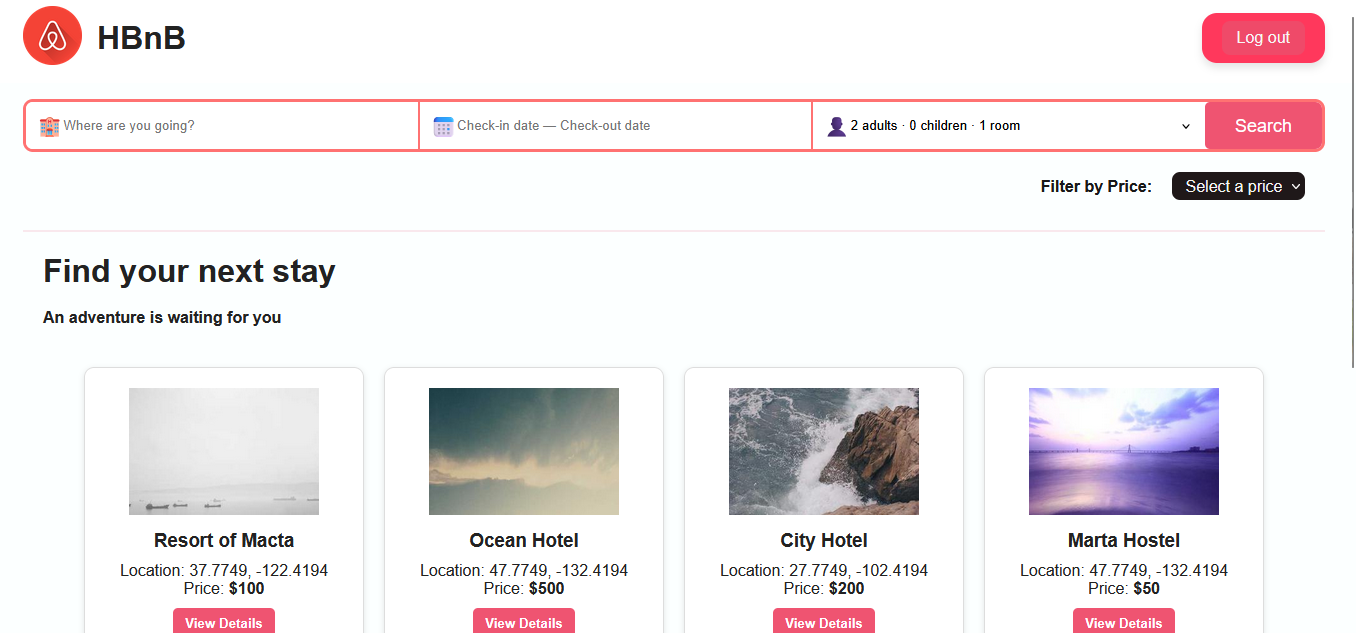 HBnB
Log out
Where are you going?
Check-in date — Check-out date
2 adults · 0 children · 1 room
Search
Filter by Price:
Select a price
Find your next stay
An adventure is waiting for you
Resort of Macta
Location: 37.7749, -122.4194
Price: $100
View Details
Ocean Hotel
Location: 47.7749, -132.4194
Price: $500
View Details
City Hotel
Location: 27.7749, -102.4194
Price: $200
View Details
Marta Hostel
Location: 47.7749, -132.4194
Price: $50
View Details